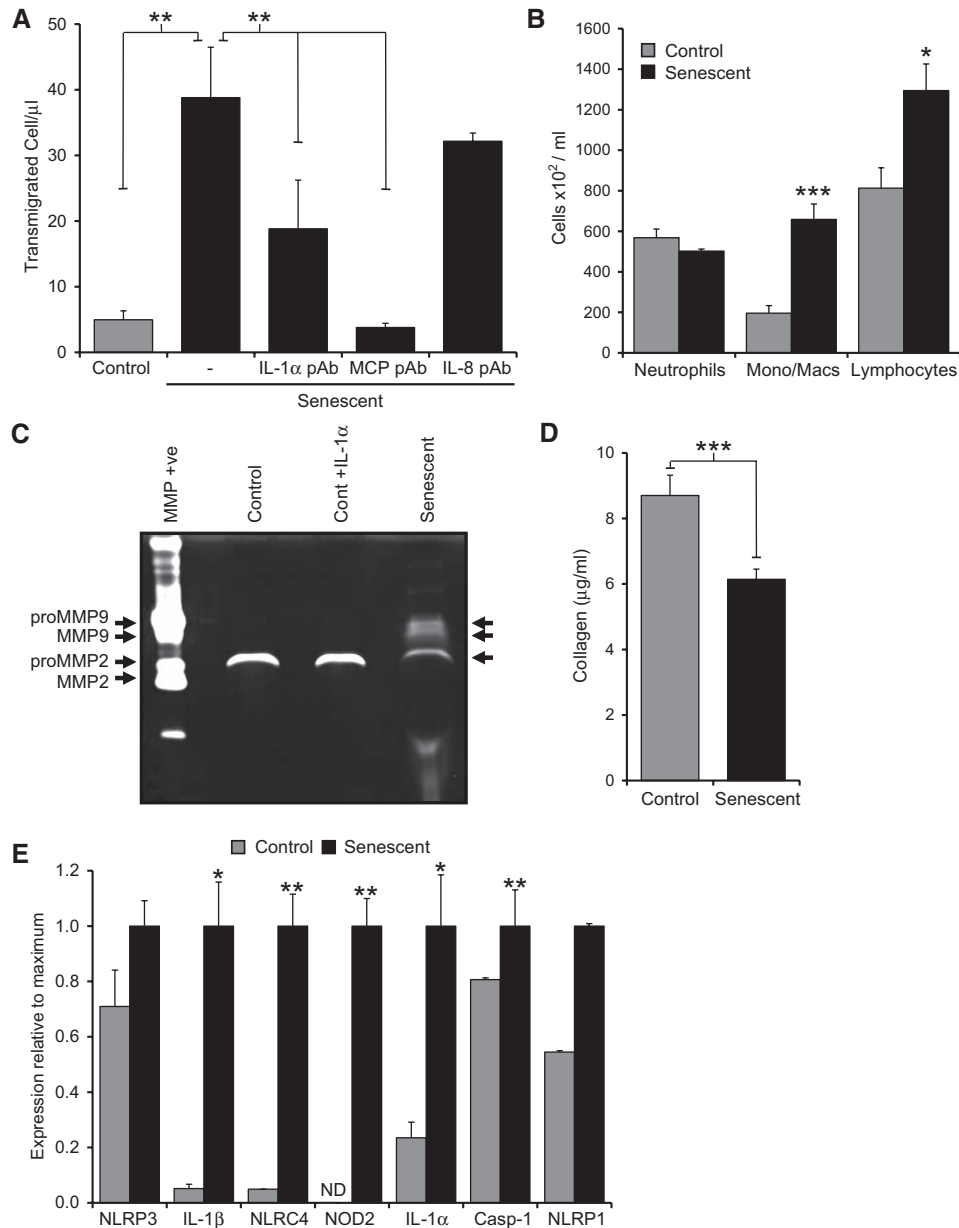 A
** **
50
40
30
20
10
0
Transmigrated Cell/μl
Control - IL-1α pAb MCP pAb IL-8 pAb
Senescent
B
Control
Senescent
*
***
1600
1400
1200
1000
800
600
400
200
0
Cells x10² / ml
Neutrophils Mono/Macs Lymphocytes
C
MMP +ve
Control
Cont +IL-1α
Senescent
proMMP9
MMP9
proMMP2
MMP2
D
***
10
8
6
4
2
0
Collagen (μg/ml)
Control Senescent
E
Control Senescent
* ** ** * **
1.2
1.0
0.8
0.6
0.4
0.2
0.0
Expression relative to maximum
ND
NLRP3 IL-1β NLRC4 NOD2 IL-1α Casp-1 NLRP1